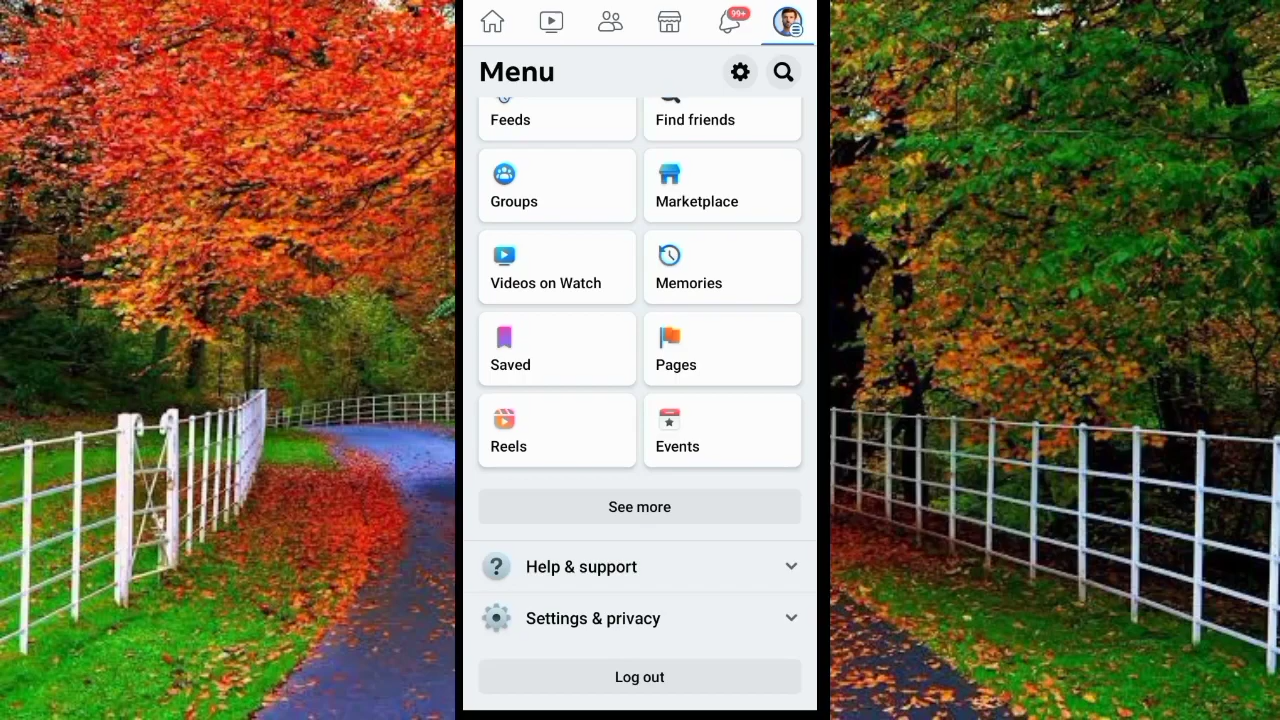 99+
Menu
Feeds
Find friends
Groups
Marketplace
Videos on Watch
Memories
Saved
Pages
Reels
Events
See more
Help & support
Settings & privacy
Log out